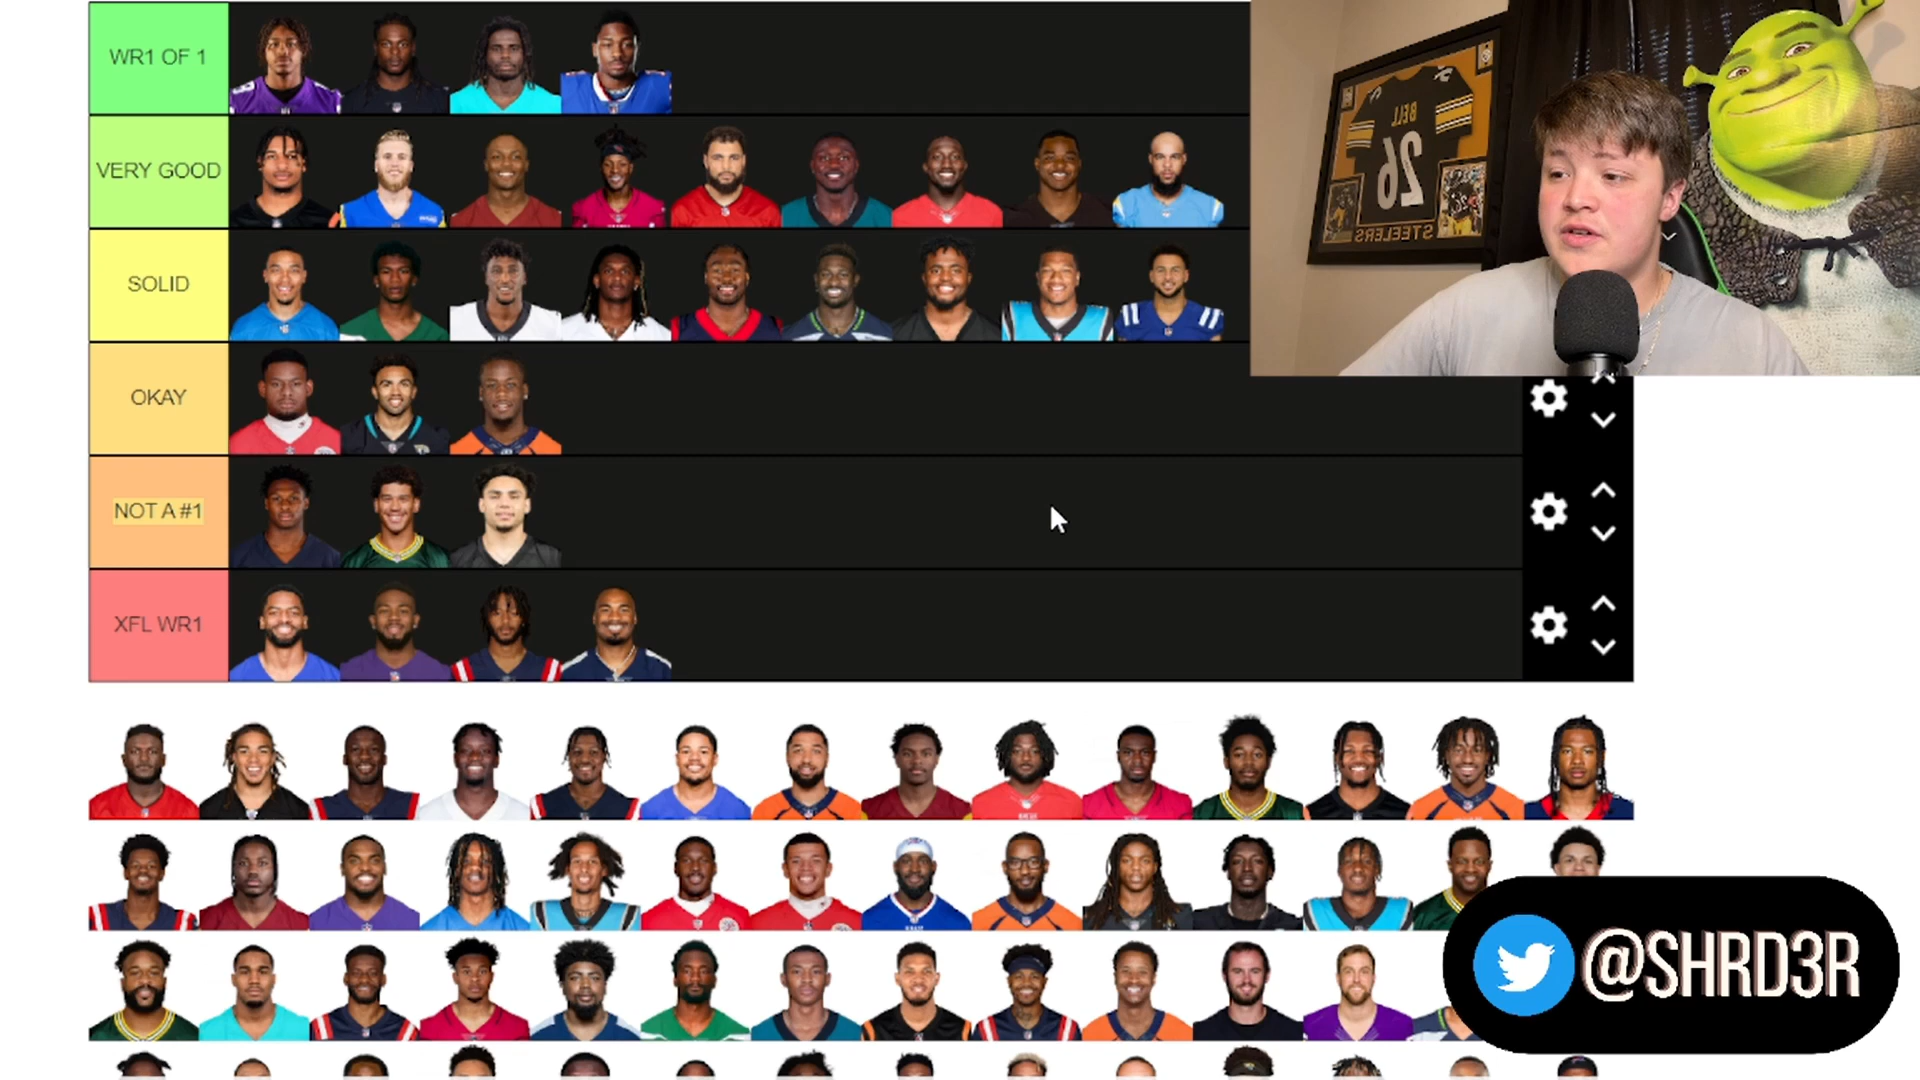 WR1 OF 1
VERY GOOD
SOLID
OKAY
NOT A #1
XFL WR1
BELL
26
STEELERS
@SHRD3R